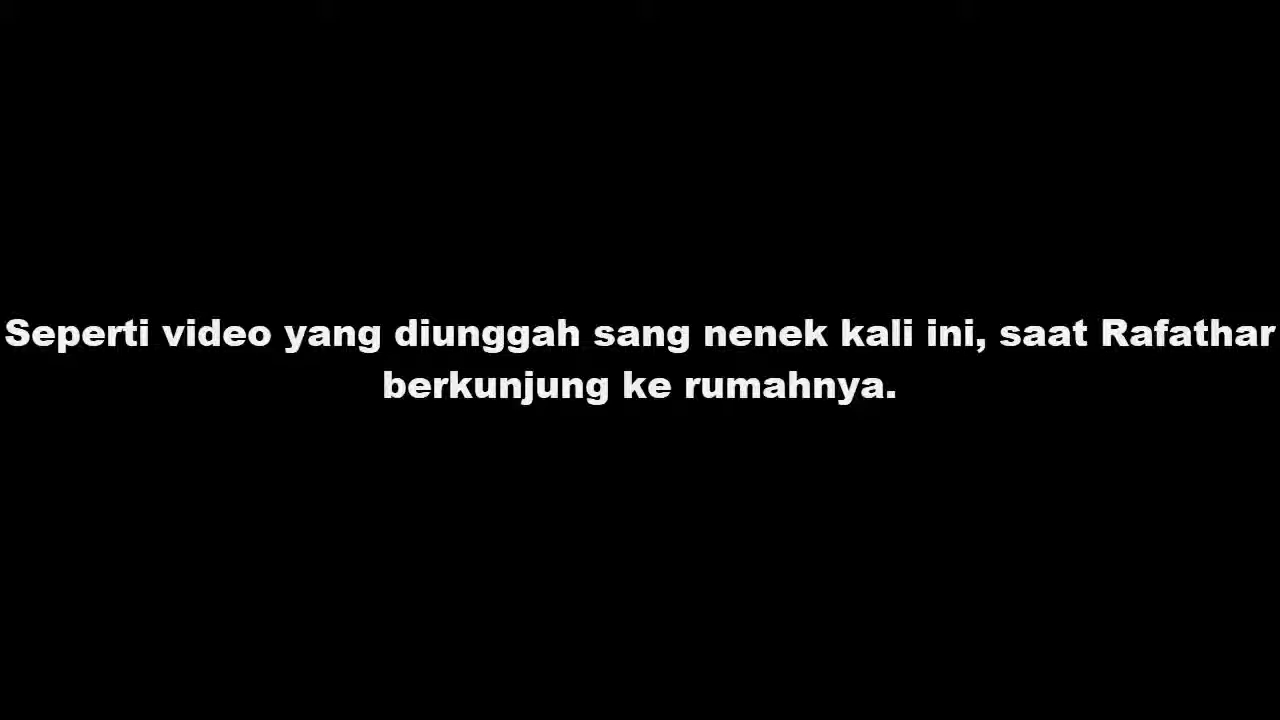 Seperti video yang diunggah sang nenek kali ini, saat Rafathar
berkunjung ke rumahnya.